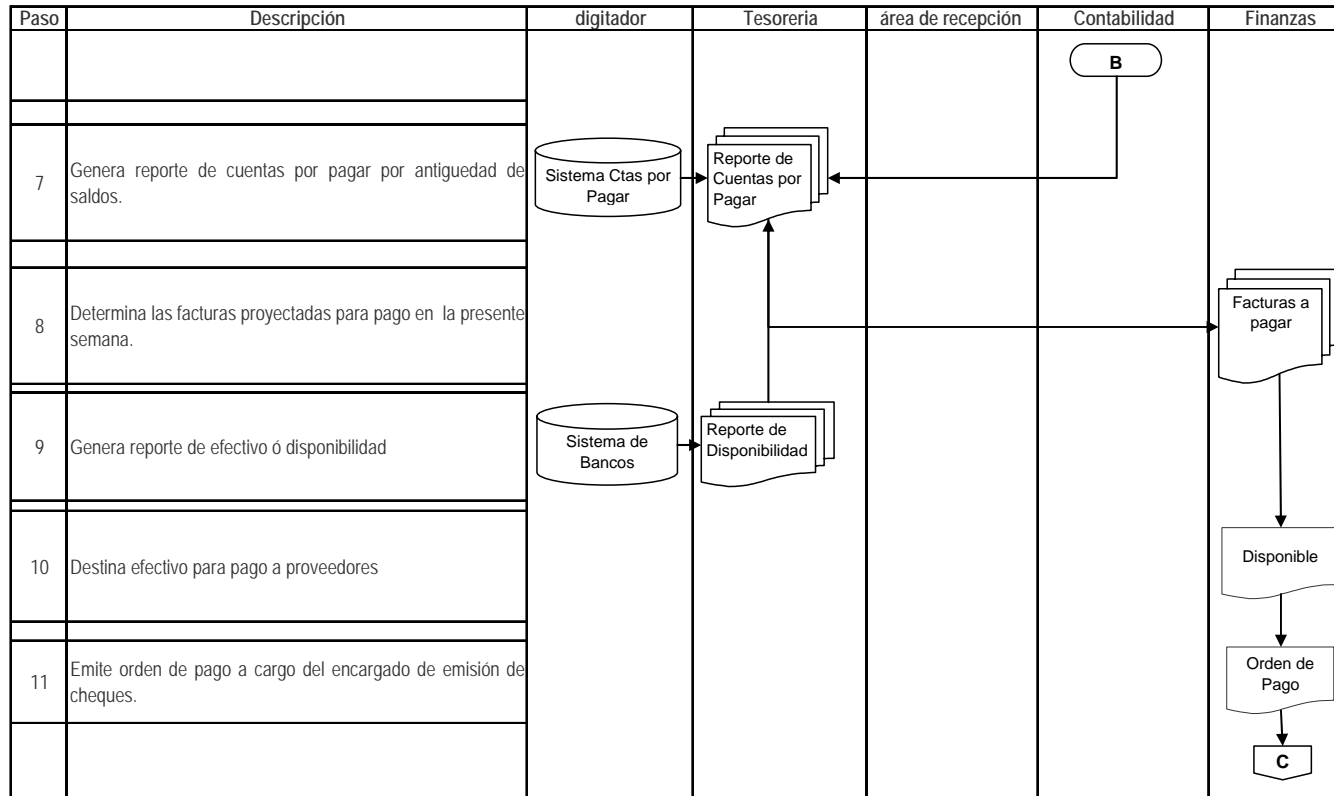 Paso Descripción digitador Tesoreria área de recepción Contabilidad Finanzas
B
7
Genera reporte de cuentas por pagar por antiguedad de
saldos.
Sistema Ctas por
Pagar
Reporte de
Cuentas por
Pagar
8
Determina las facturas proyectadas para pago en la presente
semana.
Facturas a
pagar
9
Genera reporte de efectivo ó disponibilidad
Sistema de
Bancos
Reporte de
Disponibilidad
10
Destina efectivo para pago a proveedores
Disponible
11
Emite orden de pago a cargo del encargado de emisión de
cheques.
Orden de
Pago
C